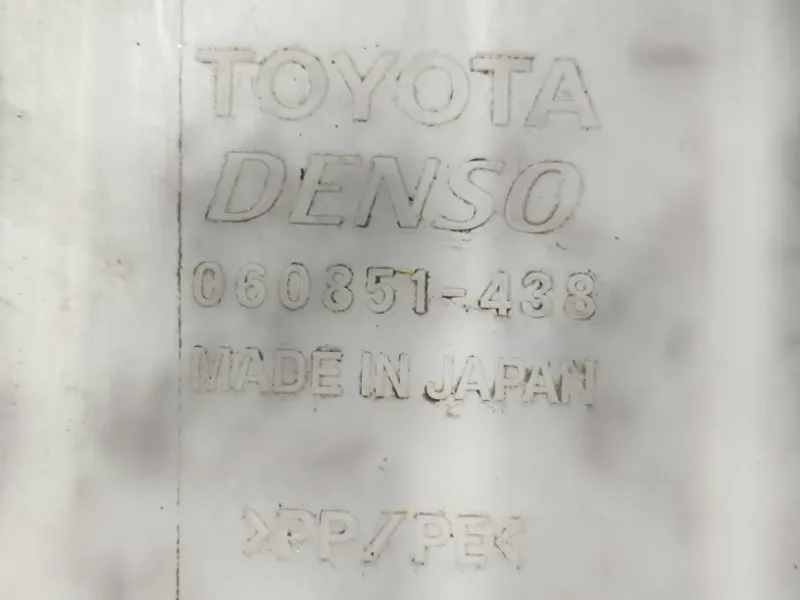 TOYOTA
DENSO
060851-438
MADE IN JAPAN
>PP/PE<